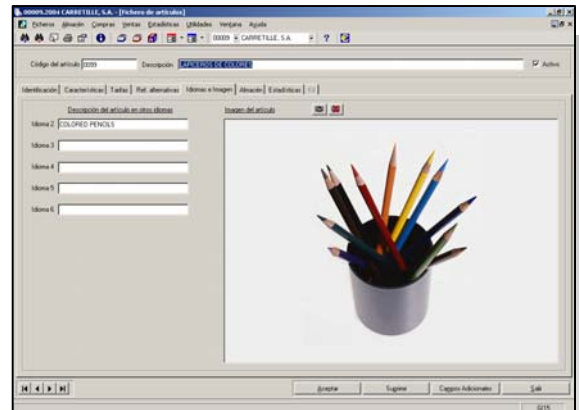 00009.2004 CARRETILLE, S.A. - [Fichero de artículos]
Ficheros Almacén Compras Ventas Estadísticas Utilidades Ventana Ayuda
00009 CARRETILLE, S.A.
Código del artículo 0099 Descripción LAPICEROS DE COLORES Activo
Identificación Características Tarifas Ref. alternativas Idiomas e Imagen Almacén Estadísticas
Descripción del artículo en otros idiomas Imagen del artículo
Idioma 2 COLORED PENCILS
Idioma 3
Idioma 4
Idioma 5
Idioma 6
Aceptar Suprimir Campos Adicionales Salir